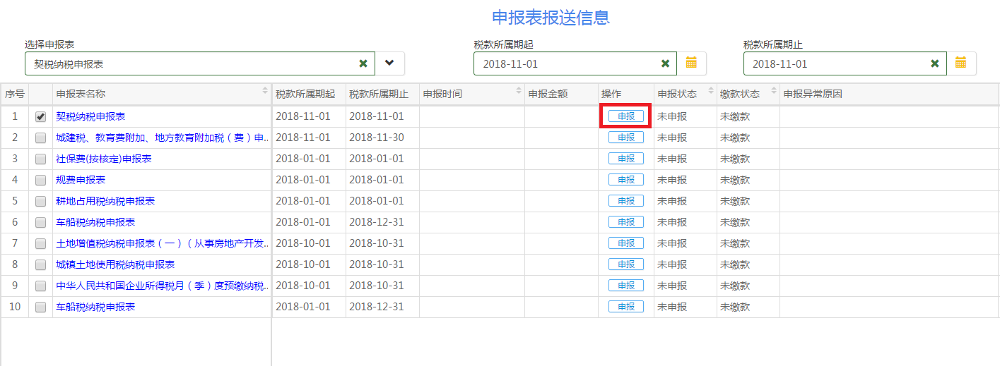 申报表报送信息
选择申报表 税款所属期起 税款所属期止
契税纳税申报表 2018-11-01 2018-11-01
序号 申报表名称 税款所属期起 税款所属期止 申报时间 申报金额 操作 申报状态 缴款状态 申报异常原因
1 契税纳税申报表 2018-11-01 2018-11-01 申报 未申报 未缴款
2 城建税、教育费附加、地方教育附加税（费）申... 2018-11-01 2018-11-30 申报 未申报 未缴款
3 社保费(按核定)申报表 2018-01-01 2018-01-01 申报 未申报 未缴款
4 规费申报表 2018-01-01 2018-01-01 申报 未申报 未缴款
5 耕地占用税纳税申报表 2018-01-01 2018-01-01 申报 未申报 未缴款
6 车船税纳税申报表 2018-01-01 2018-12-31 申报 未申报 未缴款
7 土地增值税纳税申报表（一）（从事房地产开发... 2018-10-01 2018-10-31 申报 未申报 未缴款
8 城镇土地使用税纳税申报表 2018-10-01 2018-10-31 申报 未申报 未缴款
9 中华人民共和国企业所得税月（季）度预缴纳税... 2018-10-01 2018-10-31 申报 未申报 未缴款
10 车船税纳税申报表 2018-01-01 2018-12-31 申报 未申报 未缴款